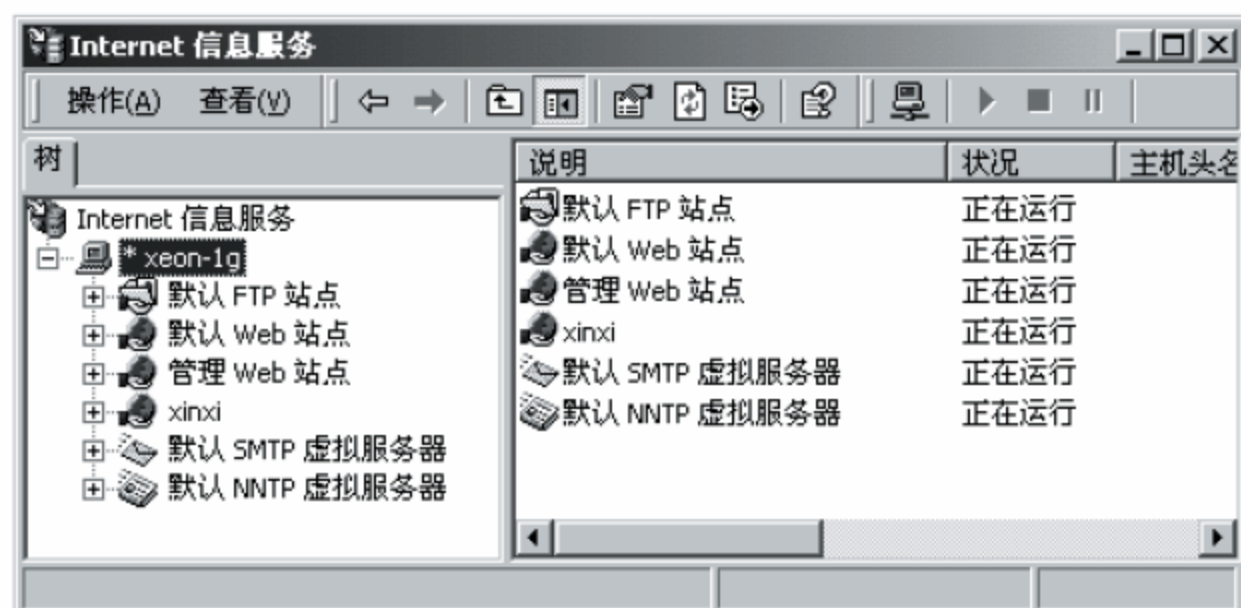 Internet 信息服务
操作(A) 查看(V)
树
说明 状况 主机头名
Internet 信息服务
* xeon-1g
默认 FTP 站点
默认 Web 站点
管理 Web 站点
xinxi
默认 SMTP 虚拟服务器
默认 NNTP 虚拟服务器
默认 FTP 站点 正在运行
默认 Web 站点 正在运行
管理 Web 站点 正在运行
xinxi 正在运行
默认 SMTP 虚拟服务器 正在运行
默认 NNTP 虚拟服务器 正在运行